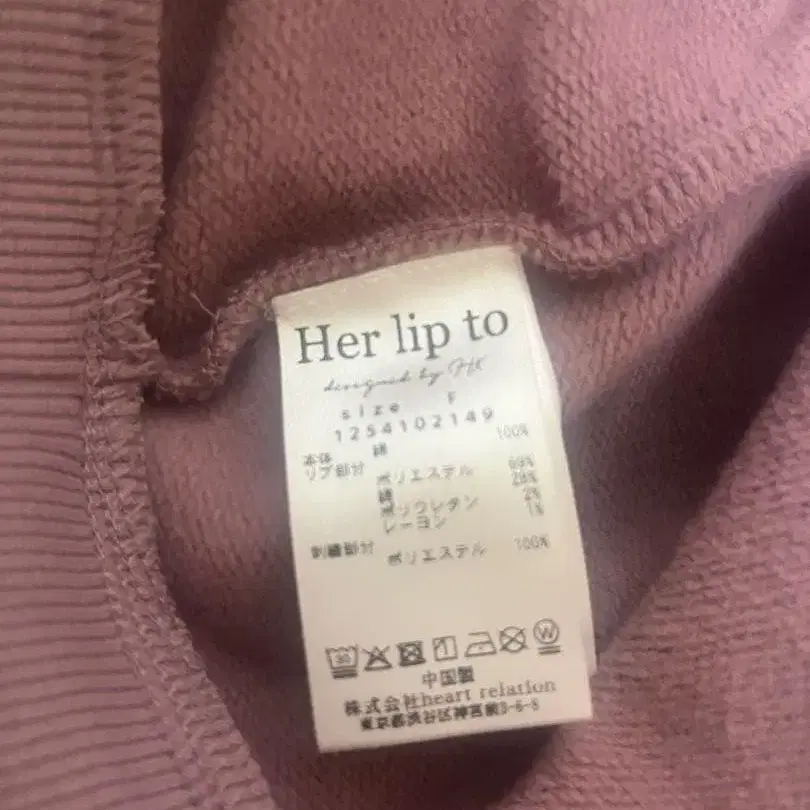 Her lip to
designed by HK
size F
1254102149
本体 綿 100%
リブ部分 ポリエステル 69%
綿 28%
ポリウレタン 2%
レーヨン 1%
刺繍部分 ポリエステル 100%
30 W
中国製
株式会社heart relation
東京都渋谷区神宮前3-6-8